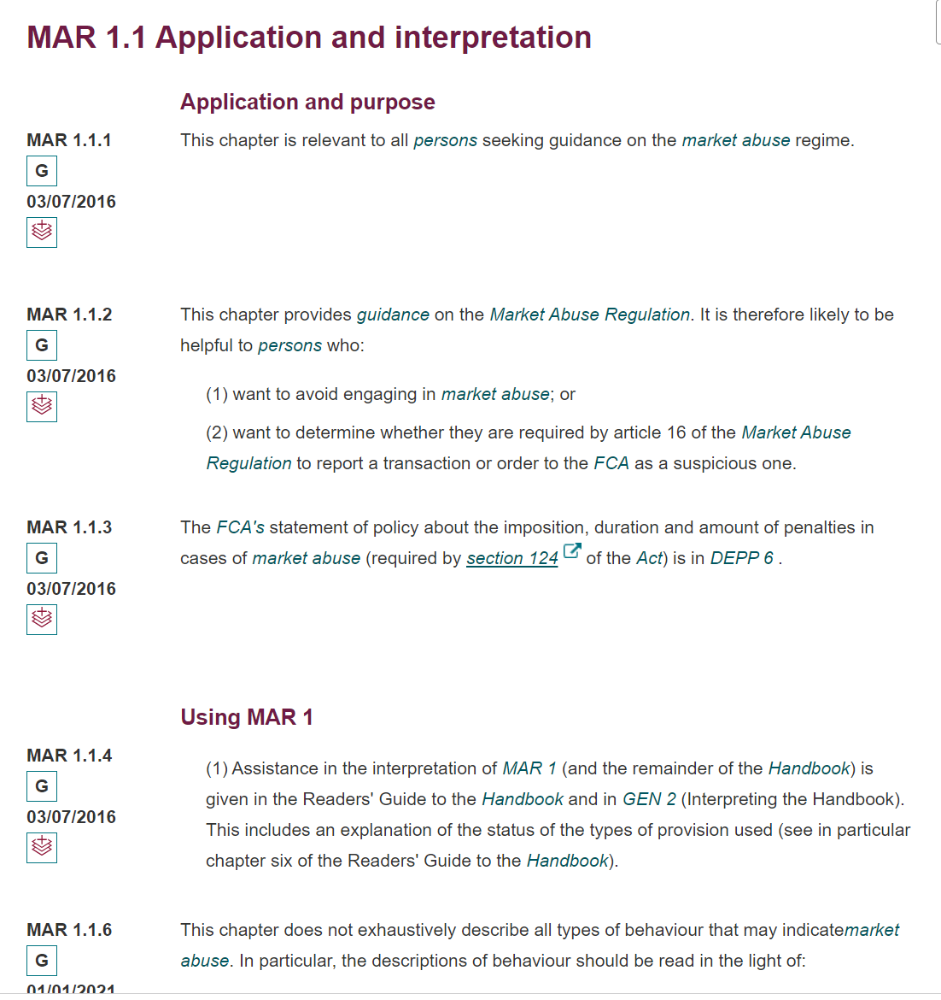 MAR 1.1 Application and interpretation
Application and purpose
MAR 1.1.1
G
03/07/2016
This chapter is relevant to all persons seeking guidance on the market abuse regime.
MAR 1.1.2
G
03/07/2016
This chapter provides guidance on the Market Abuse Regulation. It is therefore likely to be
helpful to persons who:
(1) want to avoid engaging in market abuse; or
(2) want to determine whether they are required by article 16 of the Market Abuse
Regulation to report a transaction or order to the FCA as a suspicious one.
MAR 1.1.3
G
03/07/2016
The FCA's statement of policy about the imposition, duration and amount of penalties in
cases of market abuse (required by section 124 of the Act) is in DEPP 6 .
Using MAR 1
MAR 1.1.4
G
03/07/2016
(1) Assistance in the interpretation of MAR 1 (and the remainder of the Handbook) is
given in the Readers' Guide to the Handbook and in GEN 2 (Interpreting the Handbook).
This includes an explanation of the status of the types of provision used (see in particular
chapter six of the Readers' Guide to the Handbook).
MAR 1.1.6
G
01/01/2021
This chapter does not exhaustively describe all types of behaviour that may indicatemarket
abuse. In particular, the descriptions of behaviour should be read in the light of: